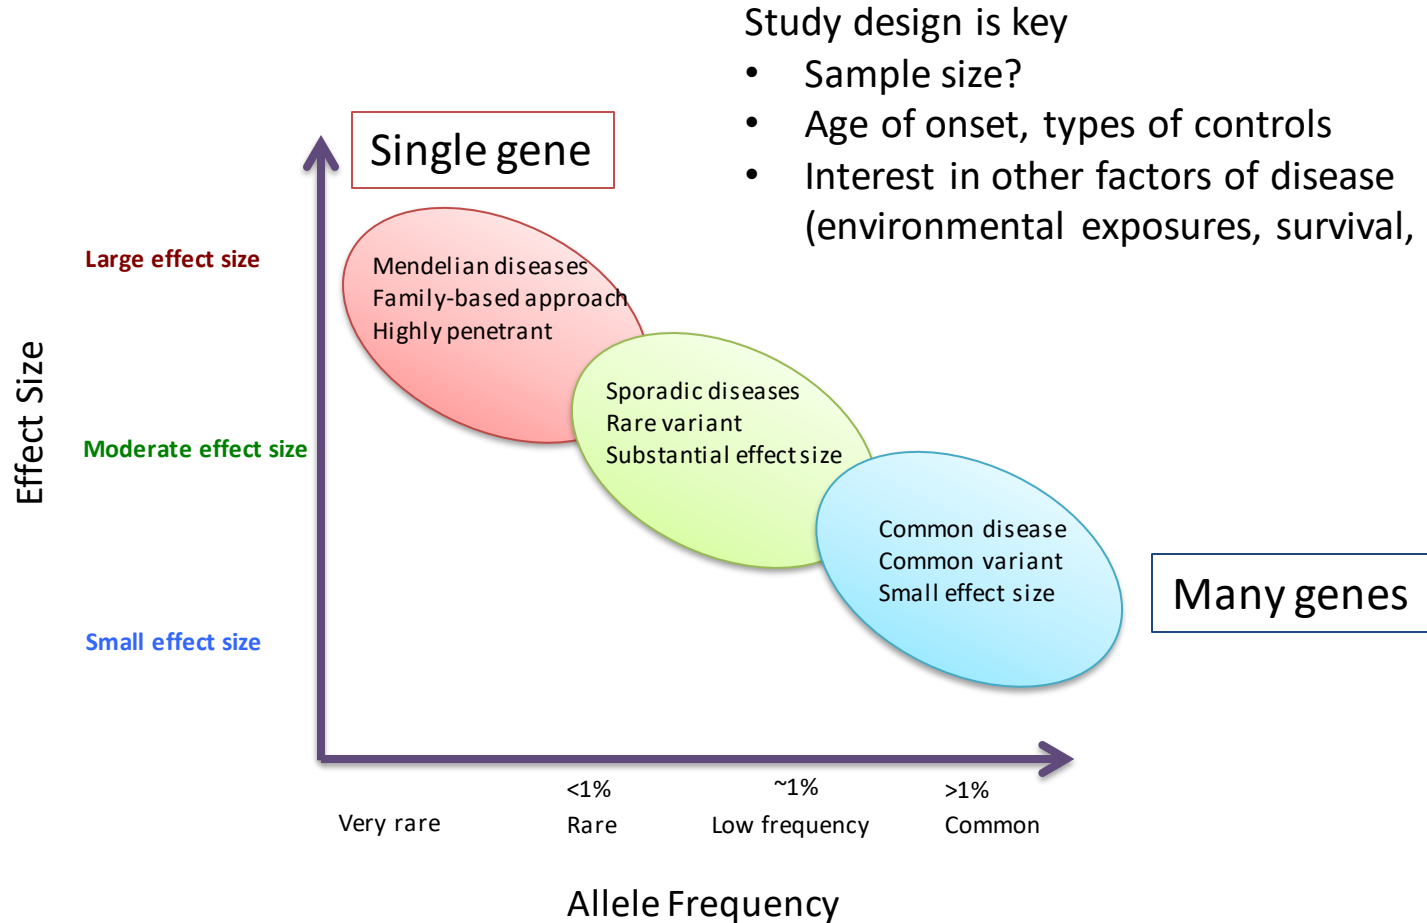 Study design is key
• Sample size?
• Age of onset, types of controls
• Interest in other factors of disease
(environmental exposures, survival,
Single gene
Large effect size
Moderate effect size
Small effect size
Effect Size
Mendelian diseases
Family-based approach
Highly penetrant
Sporadic diseases
Rare variant
Substantial effect size
Common disease
Common variant
Small effect size
Many genes
<1%
~1%
>1%
Very rare
Rare
Low frequency
Common
Allele Frequency